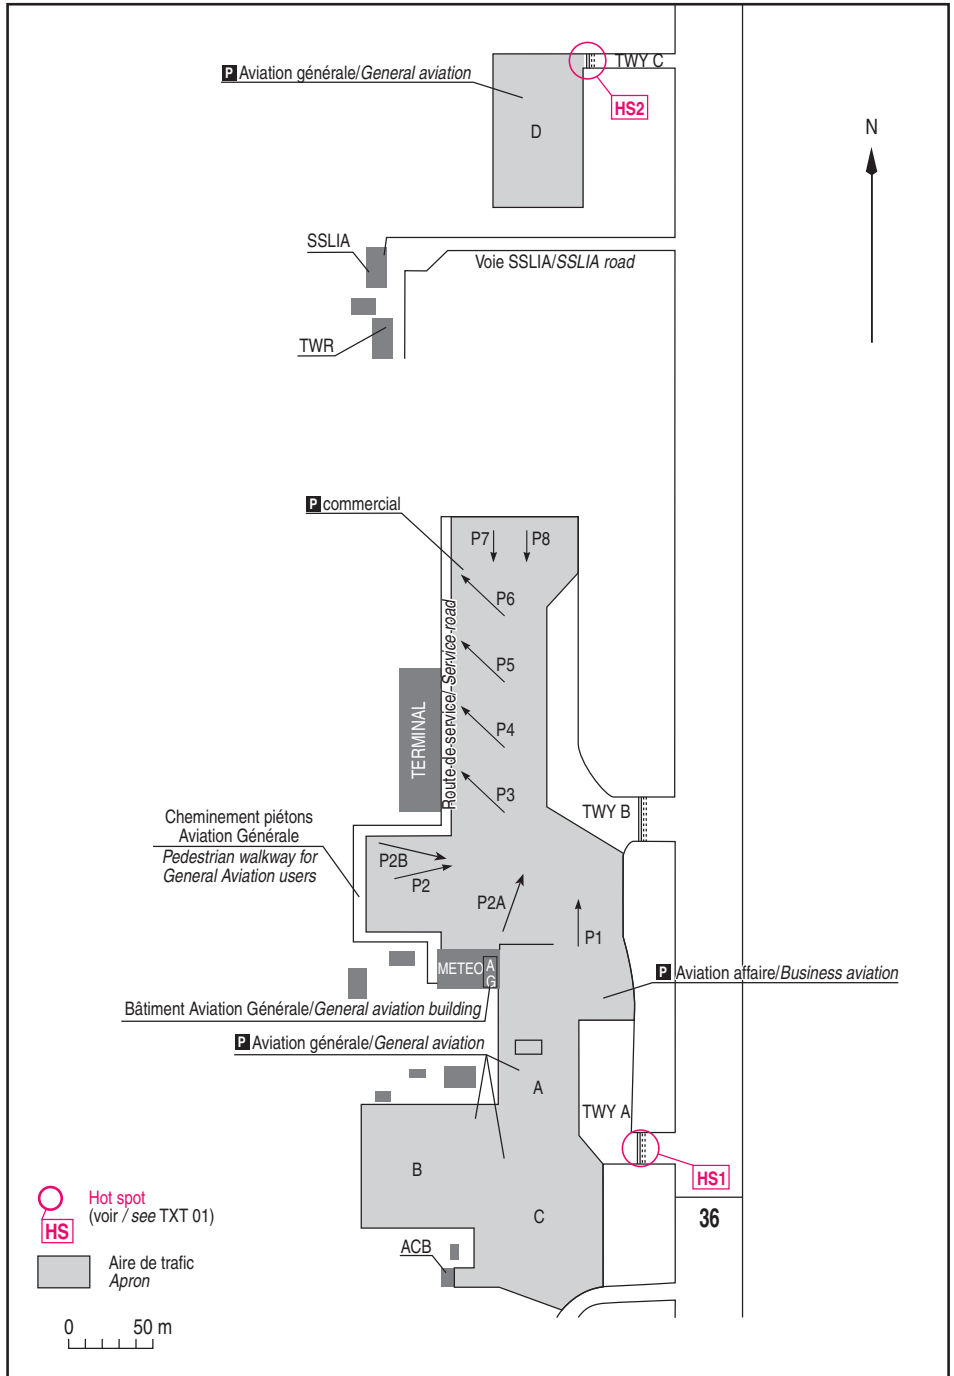 TWY C
P Aviation générale/General aviation
HS2
D
N
SSLIA
Voie SSLIA/SSLIA road
TWR
P commercial
P7
P8
P6
Route de service/Service road
P5
TERMINAL
P4
P3
TWY B
Cheminement piétons
Aviation Générale
Pedestrian walkway for
General Aviation users
P2B
P2
P2A
P1
METEO
A
G
P Aviation affaire/Business aviation
Bâtiment Aviation Générale/General aviation building
P Aviation générale/General aviation
A
TWY A
B
HS1
C
36
Hot spot
(voir / see TXT 01)
HS
ACB
Aire de trafic
Apron
0 50 m